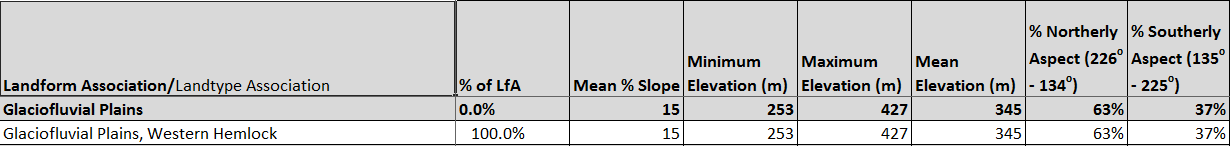 Landform Association/Landtype Association % of LfA Mean % Slope Minimum Elevation (m) Maximum Elevation (m) Mean Elevation (m) % Northerly Aspect (226° - 134°) % Southerly Aspect (135° - 225°)
Glaciofluvial Plains 0.0% 15 253 427 345 63% 37%
Glaciofluvial Plains, Western Hemlock 100.0% 15 253 427 345 63% 37%